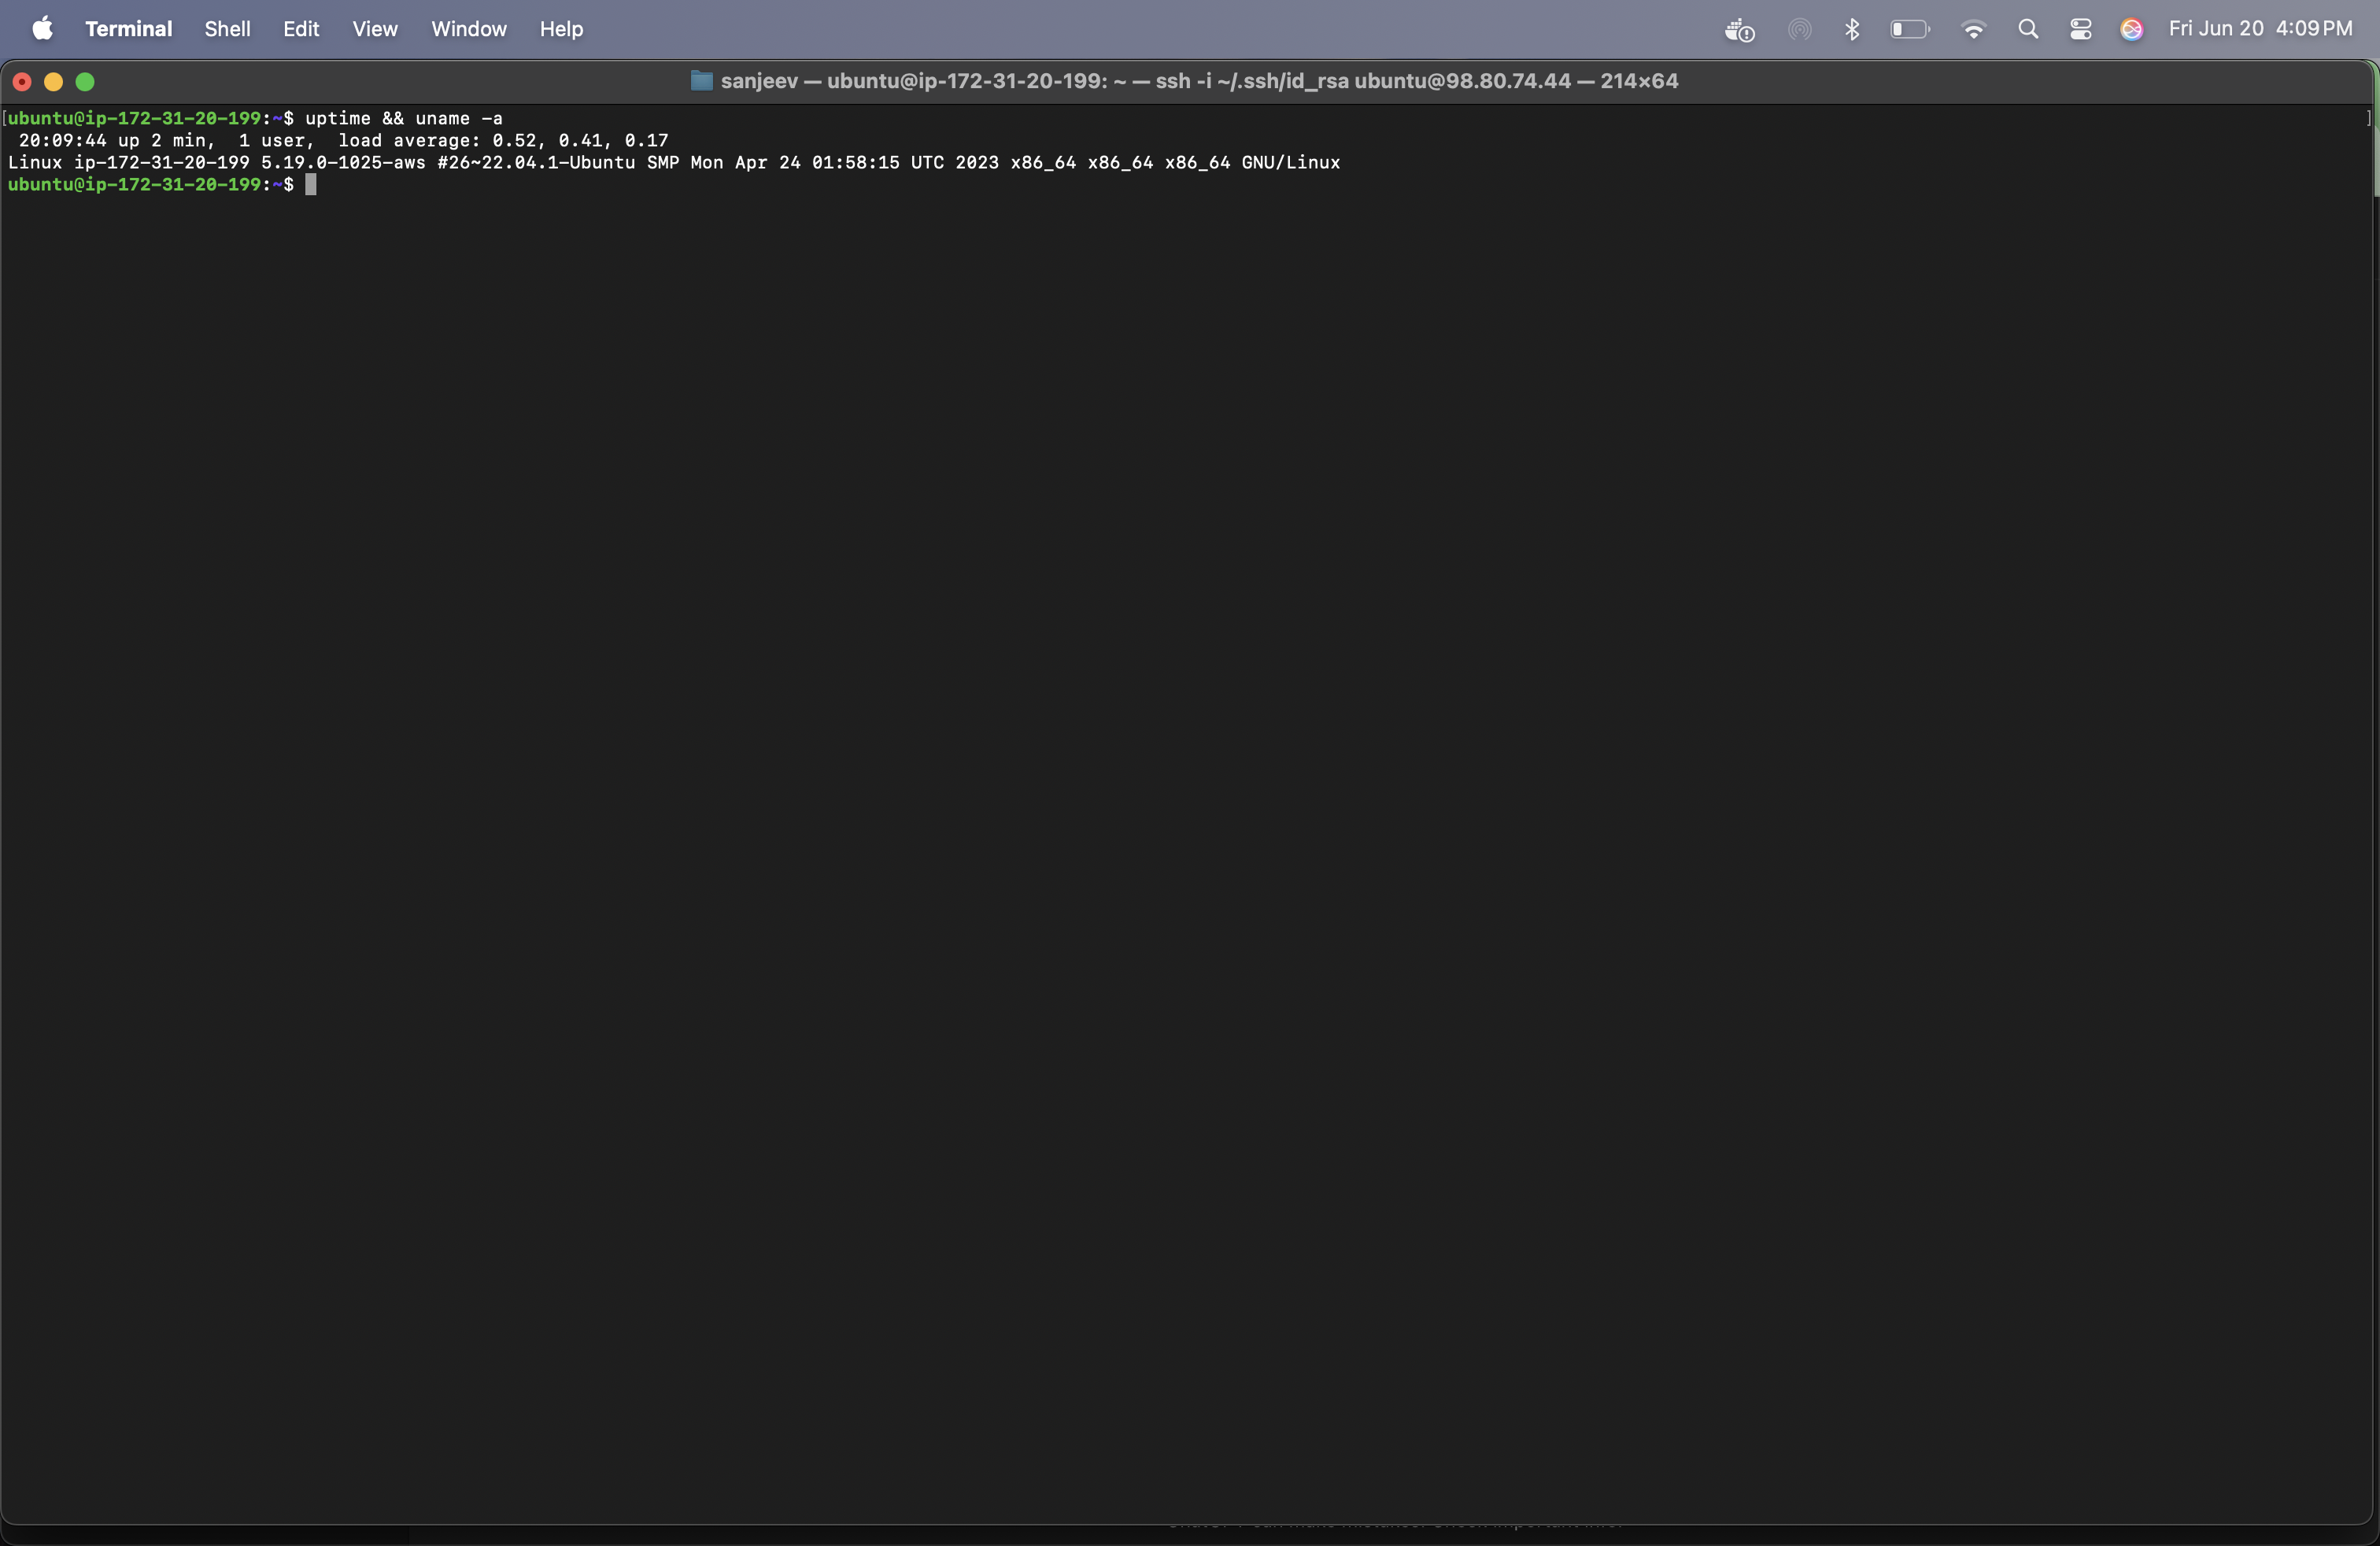 Terminal Shell Edit View Window Help Fri Jun 20 4:09 PM
sanjeev — ubuntu@ip-172-31-20-199: ~ — ssh -i ~/.ssh/id_rsa ubuntu@98.80.74.44 — 214×64
[ubuntu@ip-172-31-20-199:~$ uptime && uname -a ]
20:09:44 up 2 min,  1 user,  load average: 0.52, 0.41, 0.17
Linux ip-172-31-20-199 5.19.0-1025-aws #26~22.04.1-Ubuntu SMP Mon Apr 24 01:58:15 UTC 2023 x86_64 x86_64 x86_64 GNU/Linux
ubuntu@ip-172-31-20-199:~$